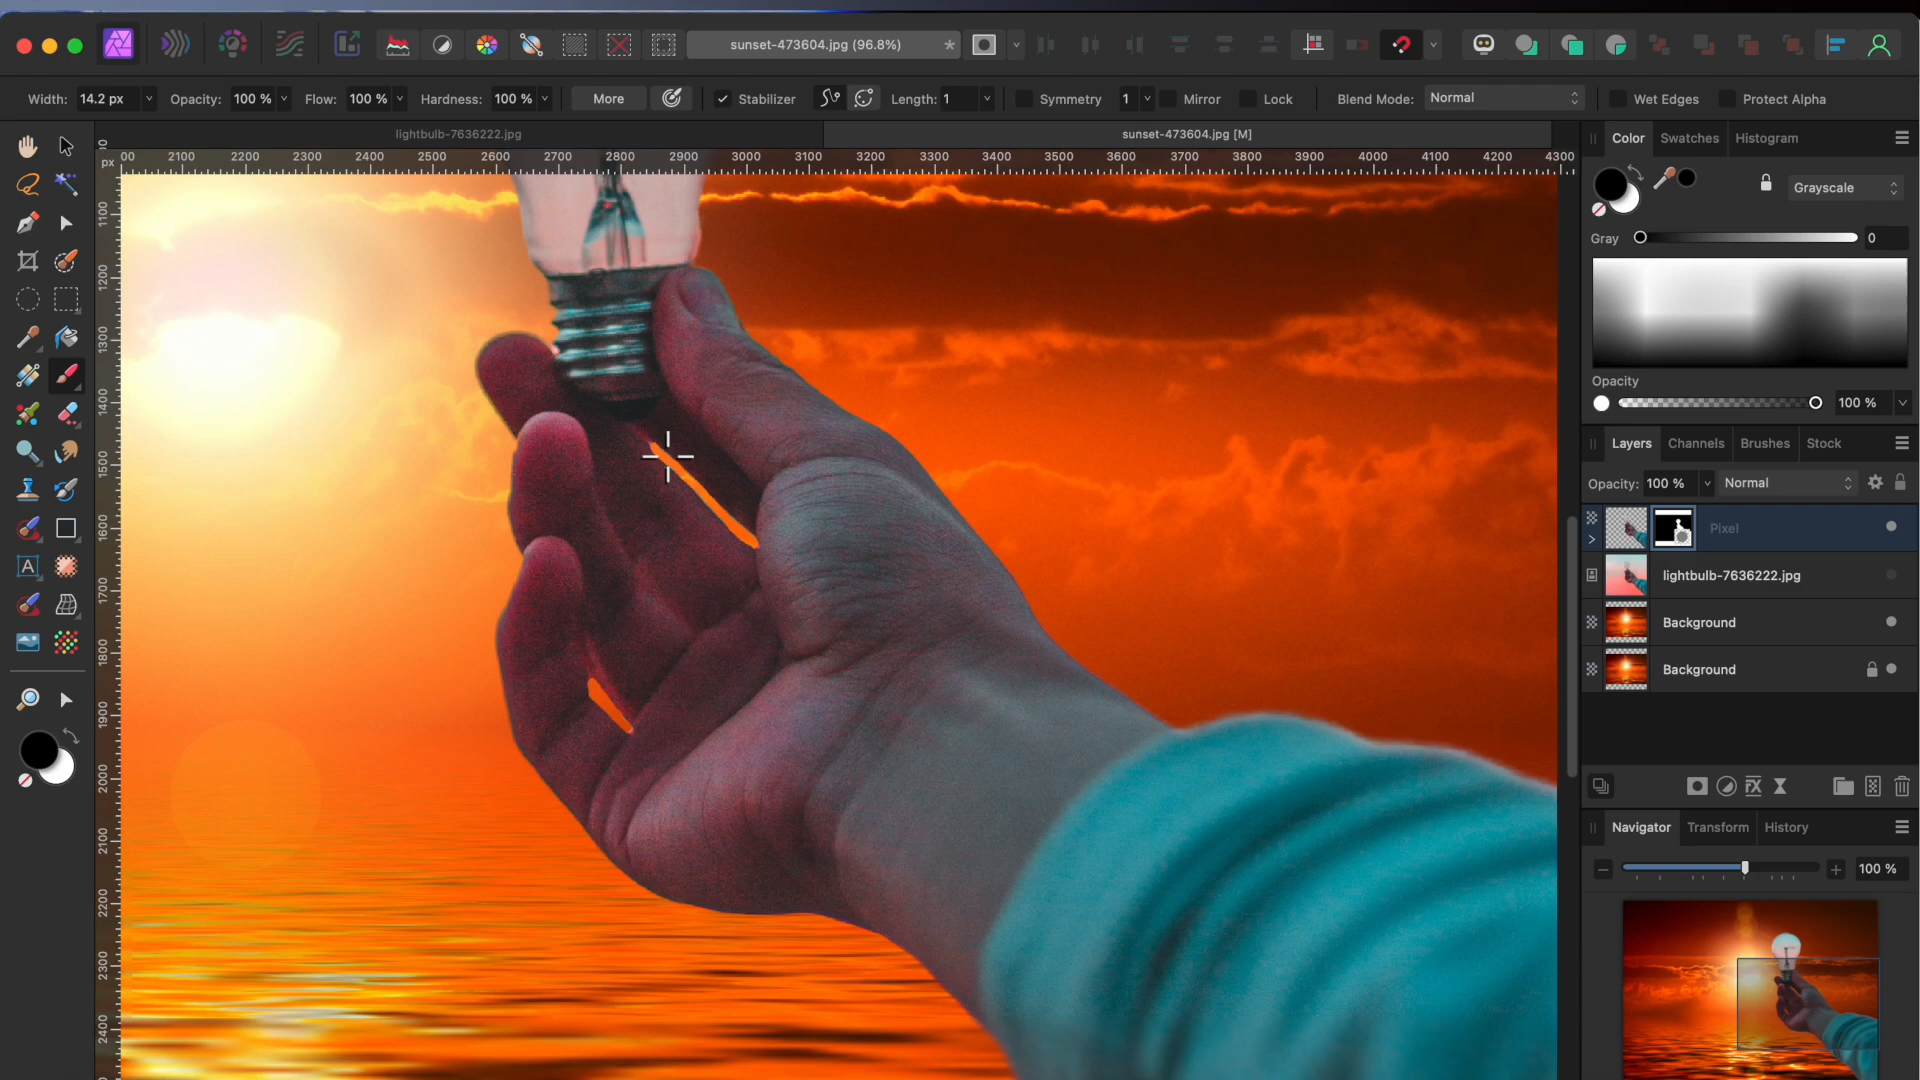 sunset-473604.jpg (96.8%) *
Width: 14.2 px Opacity: 100 % Flow: 100 % Hardness: 100 % More Stabilizer Length: 1 Symmetry 1 Mirror Lock Blend Mode: Normal Wet Edges Protect Alpha
lightbulb-7636222.jpg sunset-473604.jpg [M]
px 00 2100 2200 2300 2400 2500 2600 2700 2800 2900 3000 3100 3200 3300 3400 3500 3600 3700 3800 3900 4000 4100 4200 4300
1100
1200
1300
1400
1500
1600
1700
1800
1900
2000
2100
2200
2300
2400
Color Swatches Histogram
Grayscale
Gray 0
Opacity
100 %
Layers Channels Brushes Stock
Opacity: 100 % Normal
Pixel
lightbulb-7636222.jpg
Background
Background
Navigator Transform History
100 %